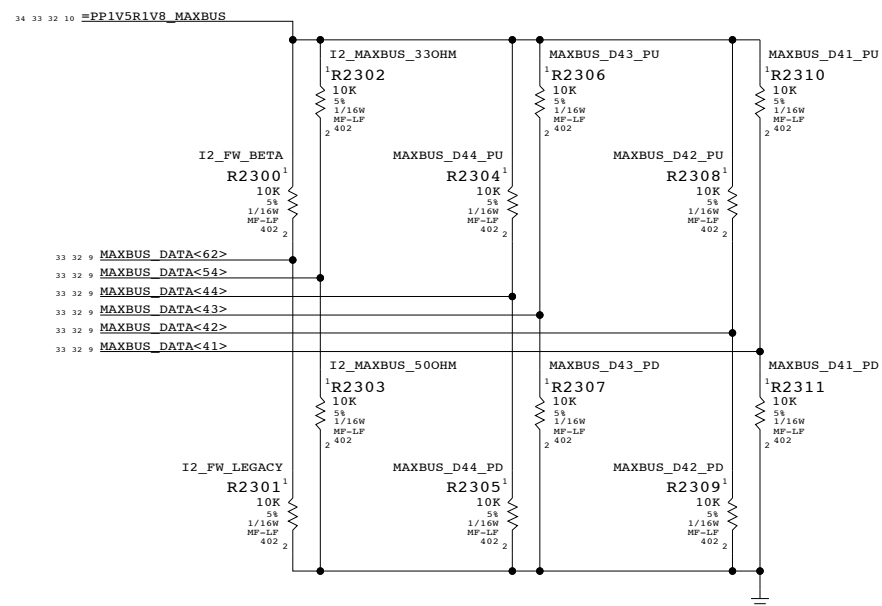 34 33 32 10 =PP1V5R1V8_MAXBUS
I2_MAXBUS_33OHM
1 R2302
10K
5%
1/16W
MF-LF
402
2
MAXBUS_D43_PU
1 R2306
10K
5%
1/16W
MF-LF
402
2
MAXBUS_D41_PU
1 R2310
10K
5%
1/16W
MF-LF
402
2
I2_FW_BETA
R2300 1
10K
5%
1/16W
MF-LF
402
2
MAXBUS_D44_PU
R2304 1
10K
5%
1/16W
MF-LF
402
2
MAXBUS_D42_PU
R2308 1
10K
5%
1/16W
MF-LF
402
2
33 32 9 MAXBUS_DATA<62>
33 32 9 MAXBUS_DATA<54>
33 32 9 MAXBUS_DATA<44>
33 32 9 MAXBUS_DATA<43>
33 32 9 MAXBUS_DATA<42>
33 32 9 MAXBUS_DATA<41>
I2_MAXBUS_50OHM
1 R2303
10K
5%
1/16W
MF-LF
402
2
MAXBUS_D43_PD
1 R2307
10K
5%
1/16W
MF-LF
402
2
MAXBUS_D41_PD
1 R2311
10K
5%
1/16W
MF-LF
402
2
I2_FW_LEGACY
R2301 1
10K
5%
1/16W
MF-LF
402
2
MAXBUS_D44_PD
R2305 1
10K
5%
1/16W
MF-LF
402
2
MAXBUS_D42_PD
R2309 1
10K
5%
1/16W
MF-LF
402
2